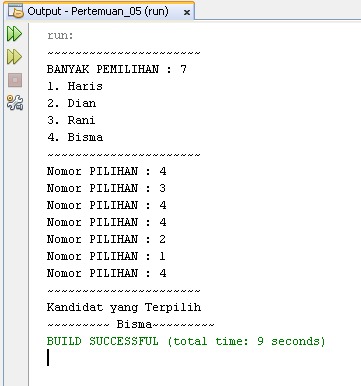 Output - Pertemuan_05 (run)
run:
~~~~~~~~~~~~~~~~~~~~~~
BANYAK PEMILIHAN : 7
1. Haris
2. Dian
3. Rani
4. Bisma
~~~~~~~~~~~~~~~~~~~~~~
Nomor PILIHAN : 4
Nomor PILIHAN : 3
Nomor PILIHAN : 4
Nomor PILIHAN : 4
Nomor PILIHAN : 2
Nomor PILIHAN : 1
Nomor PILIHAN : 4
~~~~~~~~~~~~~~~~~~~~~~
Kandidat yang Terpilih
~~~~~~~~~ Bisma~~~~~~~~~
BUILD SUCCESSFUL (total time: 9 seconds)